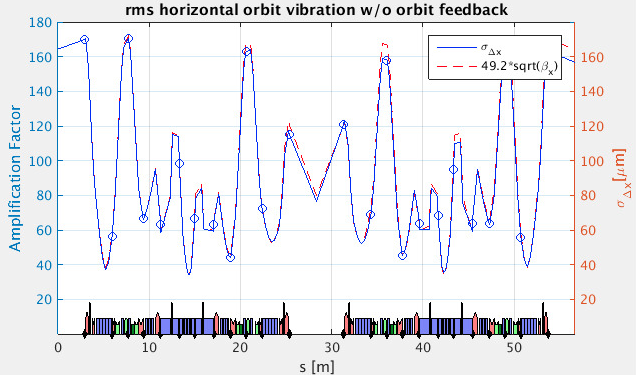 rms horizontal orbit vibration w/o orbit feedback
180
160
140
120
100
80
60
40
20
Amplification Factor
σΔx
49.2*sqrt(βx)
160
140
120
100
80
60
40
20
σΔx [μm]
0 10 20 30 40 50
s [m]